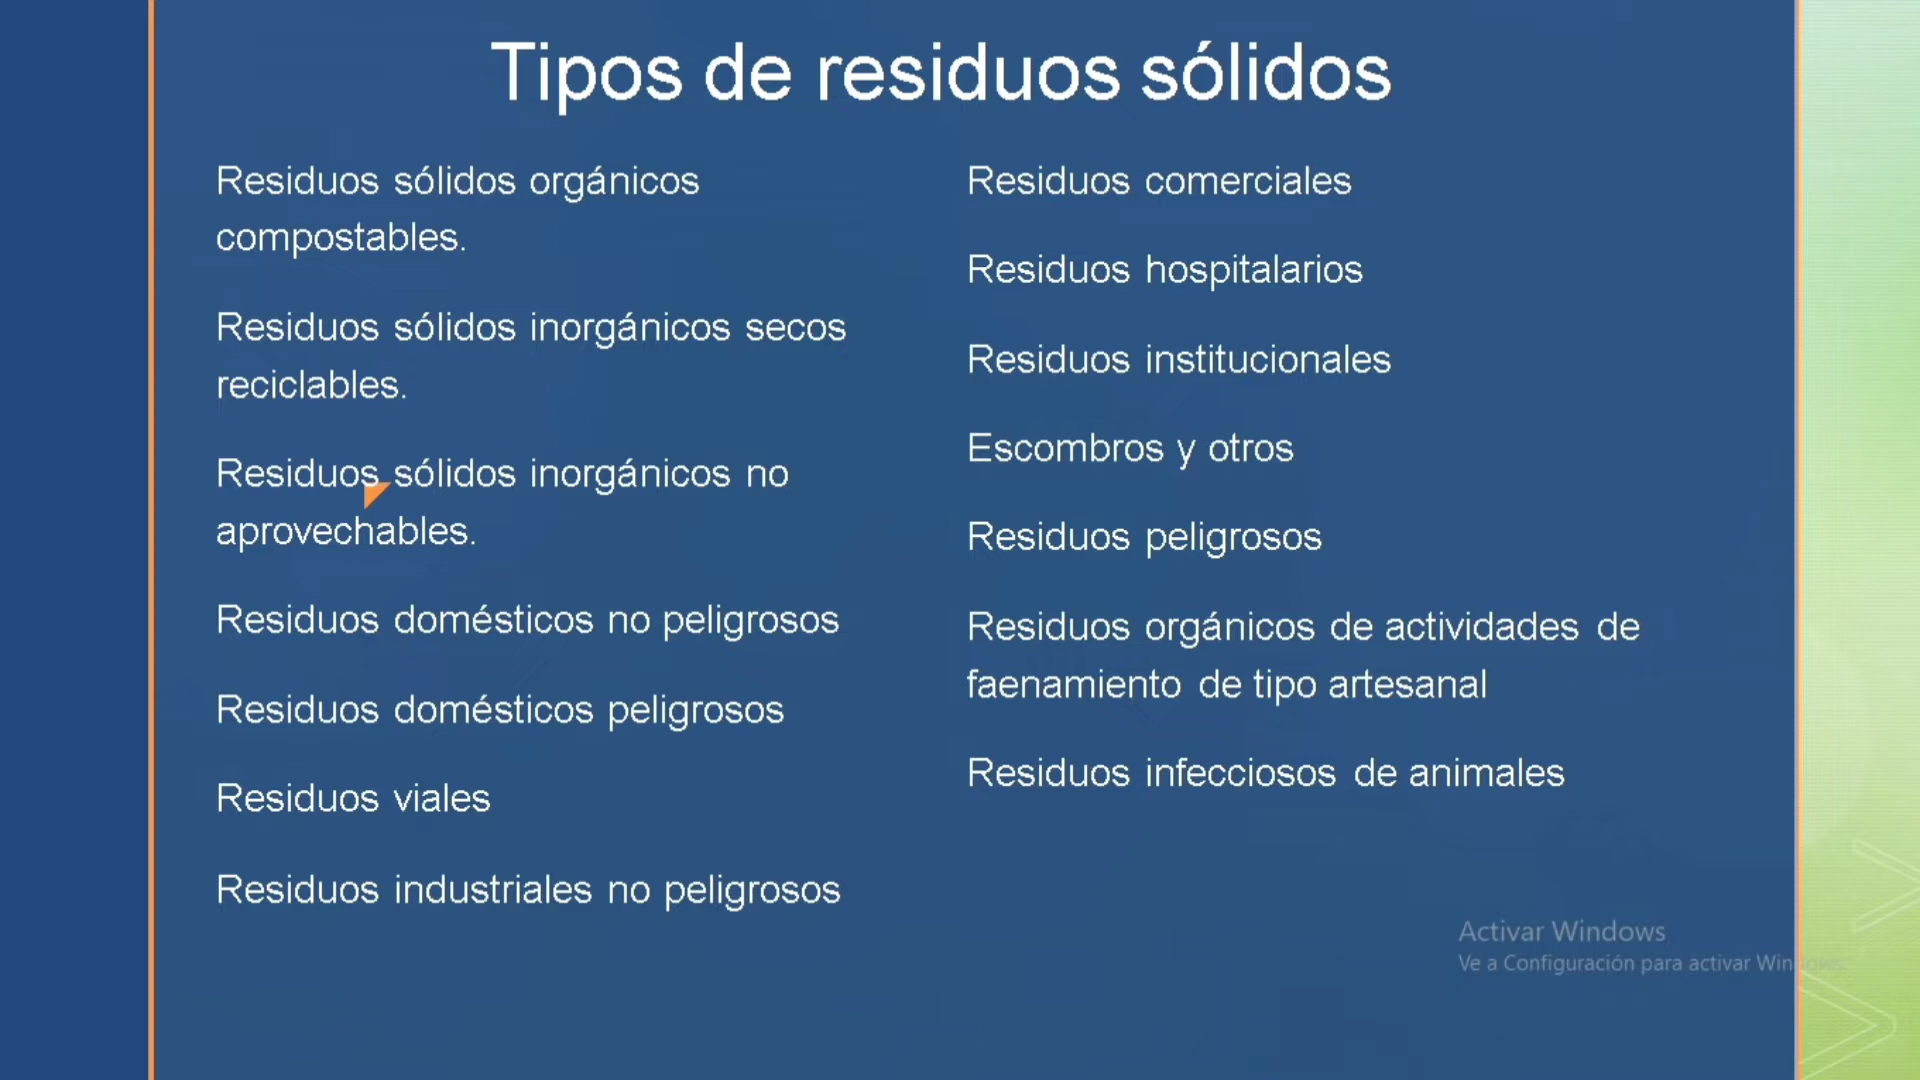 Tipos de residuos sólidos
Residuos sólidos orgánicos
compostables.
Residuos sólidos inorgánicos secos
reciclables.
Residuos sólidos inorgánicos no
aprovechables.
Residuos domésticos no peligrosos
Residuos domésticos peligrosos
Residuos viales
Residuos industriales no peligrosos
Residuos comerciales
Residuos hospitalarios
Residuos institucionales
Escombros y otros
Residuos peligrosos
Residuos orgánicos de actividades de
faenamiento de tipo artesanal
Residuos infecciosos de animales
Activar Windows
Ve a Configuración para activar Windows.